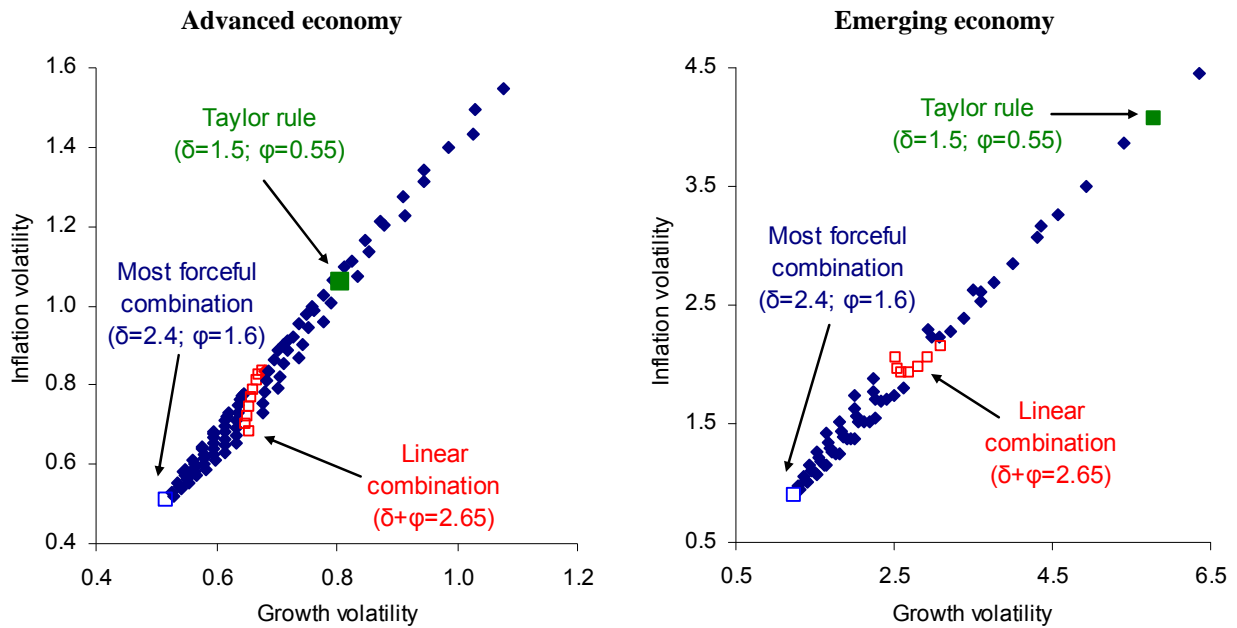 Advanced economy
Inflation volatility
1.6
1.4
1.2
1.0
0.8
0.6
0.4
Taylor rule
(δ=1.5; φ=0.55)
Most forceful
combination
(δ=2.4; φ=1.6)
Linear
combination
(δ+φ=2.65)
0.4
0.6
0.8
1.0
1.2
Growth volatility
Emerging economy
Inflation volatility
4.5
3.5
2.5
1.5
0.5
Taylor rule
(δ=1.5; φ=0.55)
Most forceful
combination
(δ=2.4; φ=1.6)
Linear
combination
(δ+φ=2.65)
0.5
2.5
4.5
6.5
Growth volatility